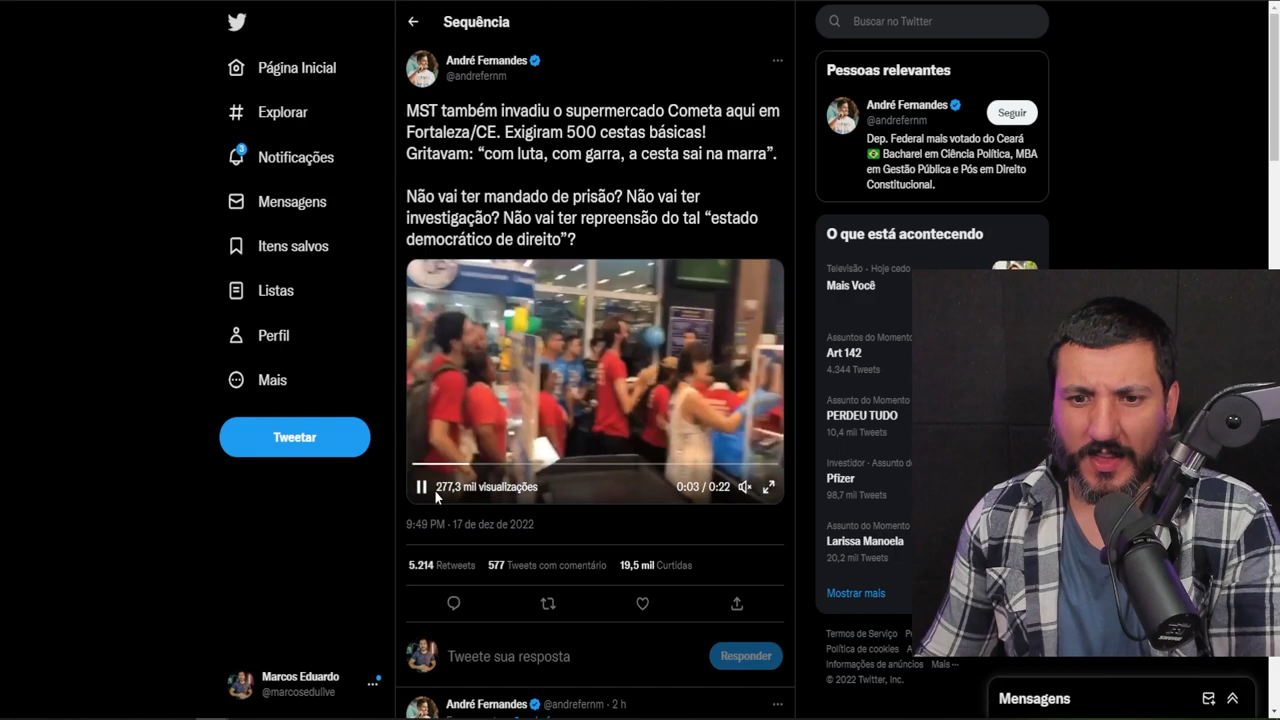 Página Inicial
Explorar
3
Notificações
Mensagens
Itens salvos
Listas
Perfil
Mais
Tweetar
Marcos Eduardo
@marcosedulive
Sequência
André Fernandes
@andrefernm
MST também invadiu o supermercado Cometa aqui em
Fortaleza/CE. Exigiram 500 cestas básicas!
Gritavam: “com luta, com garra, a cesta sai na marra”.
Não vai ter mandado de prisão? Não vai ter
investigação? Não vai ter repreensão do tal “estado
democrático de direito”?
277,3 mil visualizações
0:03 / 0:22
9:49 PM · 17 de dez de 2022
5.214 Retweets 577 Tweets com comentário 19,5 mil Curtidas
Tweete sua resposta
Responder
André Fernandes @andrefernm · 2 h
Buscar no Twitter
Pessoas relevantes
André Fernandes
@andrefernm
Seguir
Dep. Federal mais votado do Ceará
Bacharel em Ciência Política, MBA
em Gestão Pública e Pós em Direito
Constitucional.
O que está acontecendo
Televisão · Hoje cedo
Mais Você
Assuntos do Momento
Art 142
4.344 Tweets
Assunto do Momento
PERDEU TUDO
10,4 mil Tweets
Investidor · Assunto do
Pfizer
98,7 mil Tweets
Assunto do Momento
Larissa Manoela
20,2 mil Tweets
Mostrar mais
Termos de Serviço
Política de cookies
Informações de anúncios Mais ···
© 2022 Twitter, Inc.
Mensagens